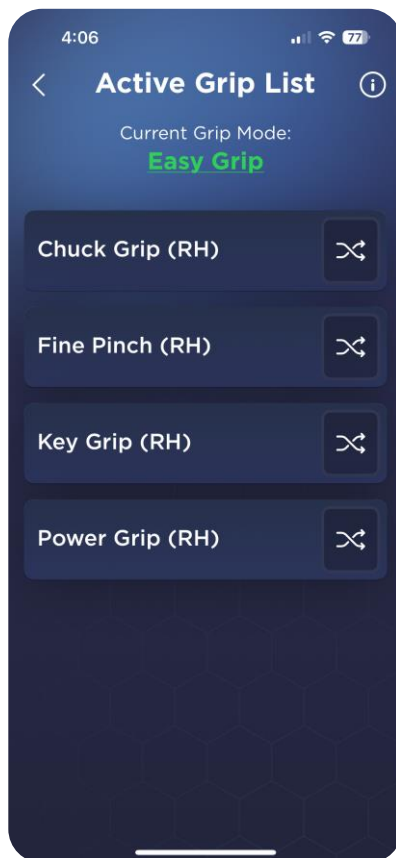 4:06
77
Active Grip List
Current Grip Mode:
Easy Grip
Chuck Grip (RH)
Fine Pinch (RH)
Key Grip (RH)
Power Grip (RH)